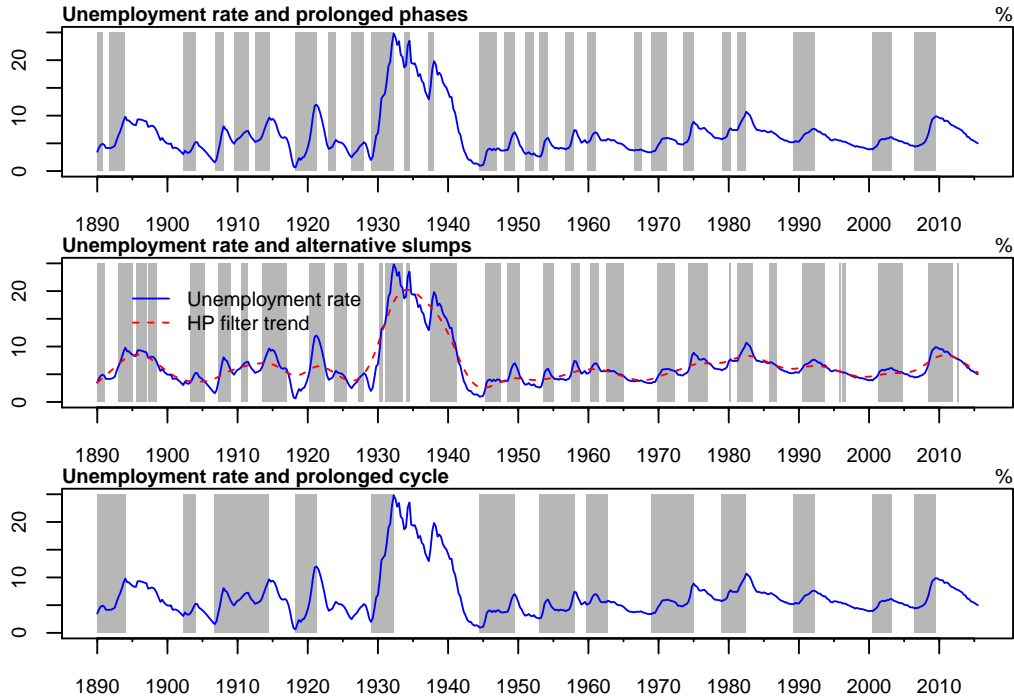 Unemployment rate and prolonged phases %
20
10
0
1890 1900 1910 1920 1930 1940 1950 1960 1970 1980 1990 2000 2010
Unemployment rate and alternative slumps %
20
10
0
Unemployment rate
HP filter trend
1890 1900 1910 1920 1930 1940 1950 1960 1970 1980 1990 2000 2010
Unemployment rate and prolonged cycle %
20
10
0
1890 1900 1910 1920 1930 1940 1950 1960 1970 1980 1990 2000 2010